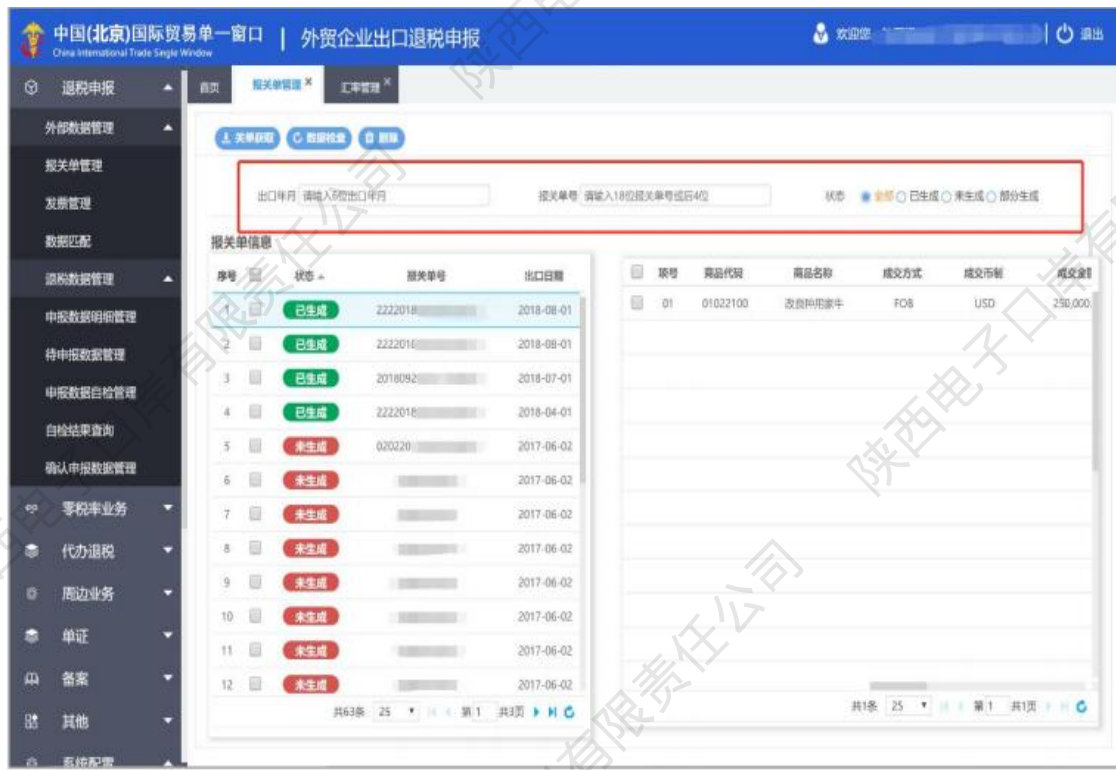 中国(北京)国际贸易单一窗口 | 外贸企业出口退税申报
China International Trade Single Window
欢迎您
退出
退税申报
外部数据管理
报关单管理
发票管理
数据匹配
退税数据管理
申报数据明细管理
待申报数据管理
申报数据自检管理
自检结果查询
确认申报数据管理
零税率业务
代办退税
周边业务
单证
备案
其他
系统配置
首页 报关单管理 × 汇率管理 ×
关单获取 数据检查 删除
出口年月 请输入6位出口年月 报关单号 请输入18位报关单号或后4位 状态 全部 已生成 未生成 部分生成
报关单信息
序号 状态 报关单号 出口日期
1 已生成 2222018 2018-08-01
2 已生成 2222018 2018-08-01
3 已生成 2018092 2018-07-01
4 已生成 2222018 2018-04-01
5 未生成 020220 2017-06-02
6 未生成 2017-06-02
7 未生成 2017-06-02
8 未生成 2017-06-02
9 未生成 2017-06-02
10 未生成 2017-06-02
11 未生成 2017-06-02
12 未生成 2017-06-02
共63条 25 第 1 共3页
项号 商品代码 商品名称 成交方式 成交币制 成交金额
01 01022100 改良种用家牛 FOB USD 250,000.
共1条 25 第 1 共1页
陕西电子口岸有限责任公司